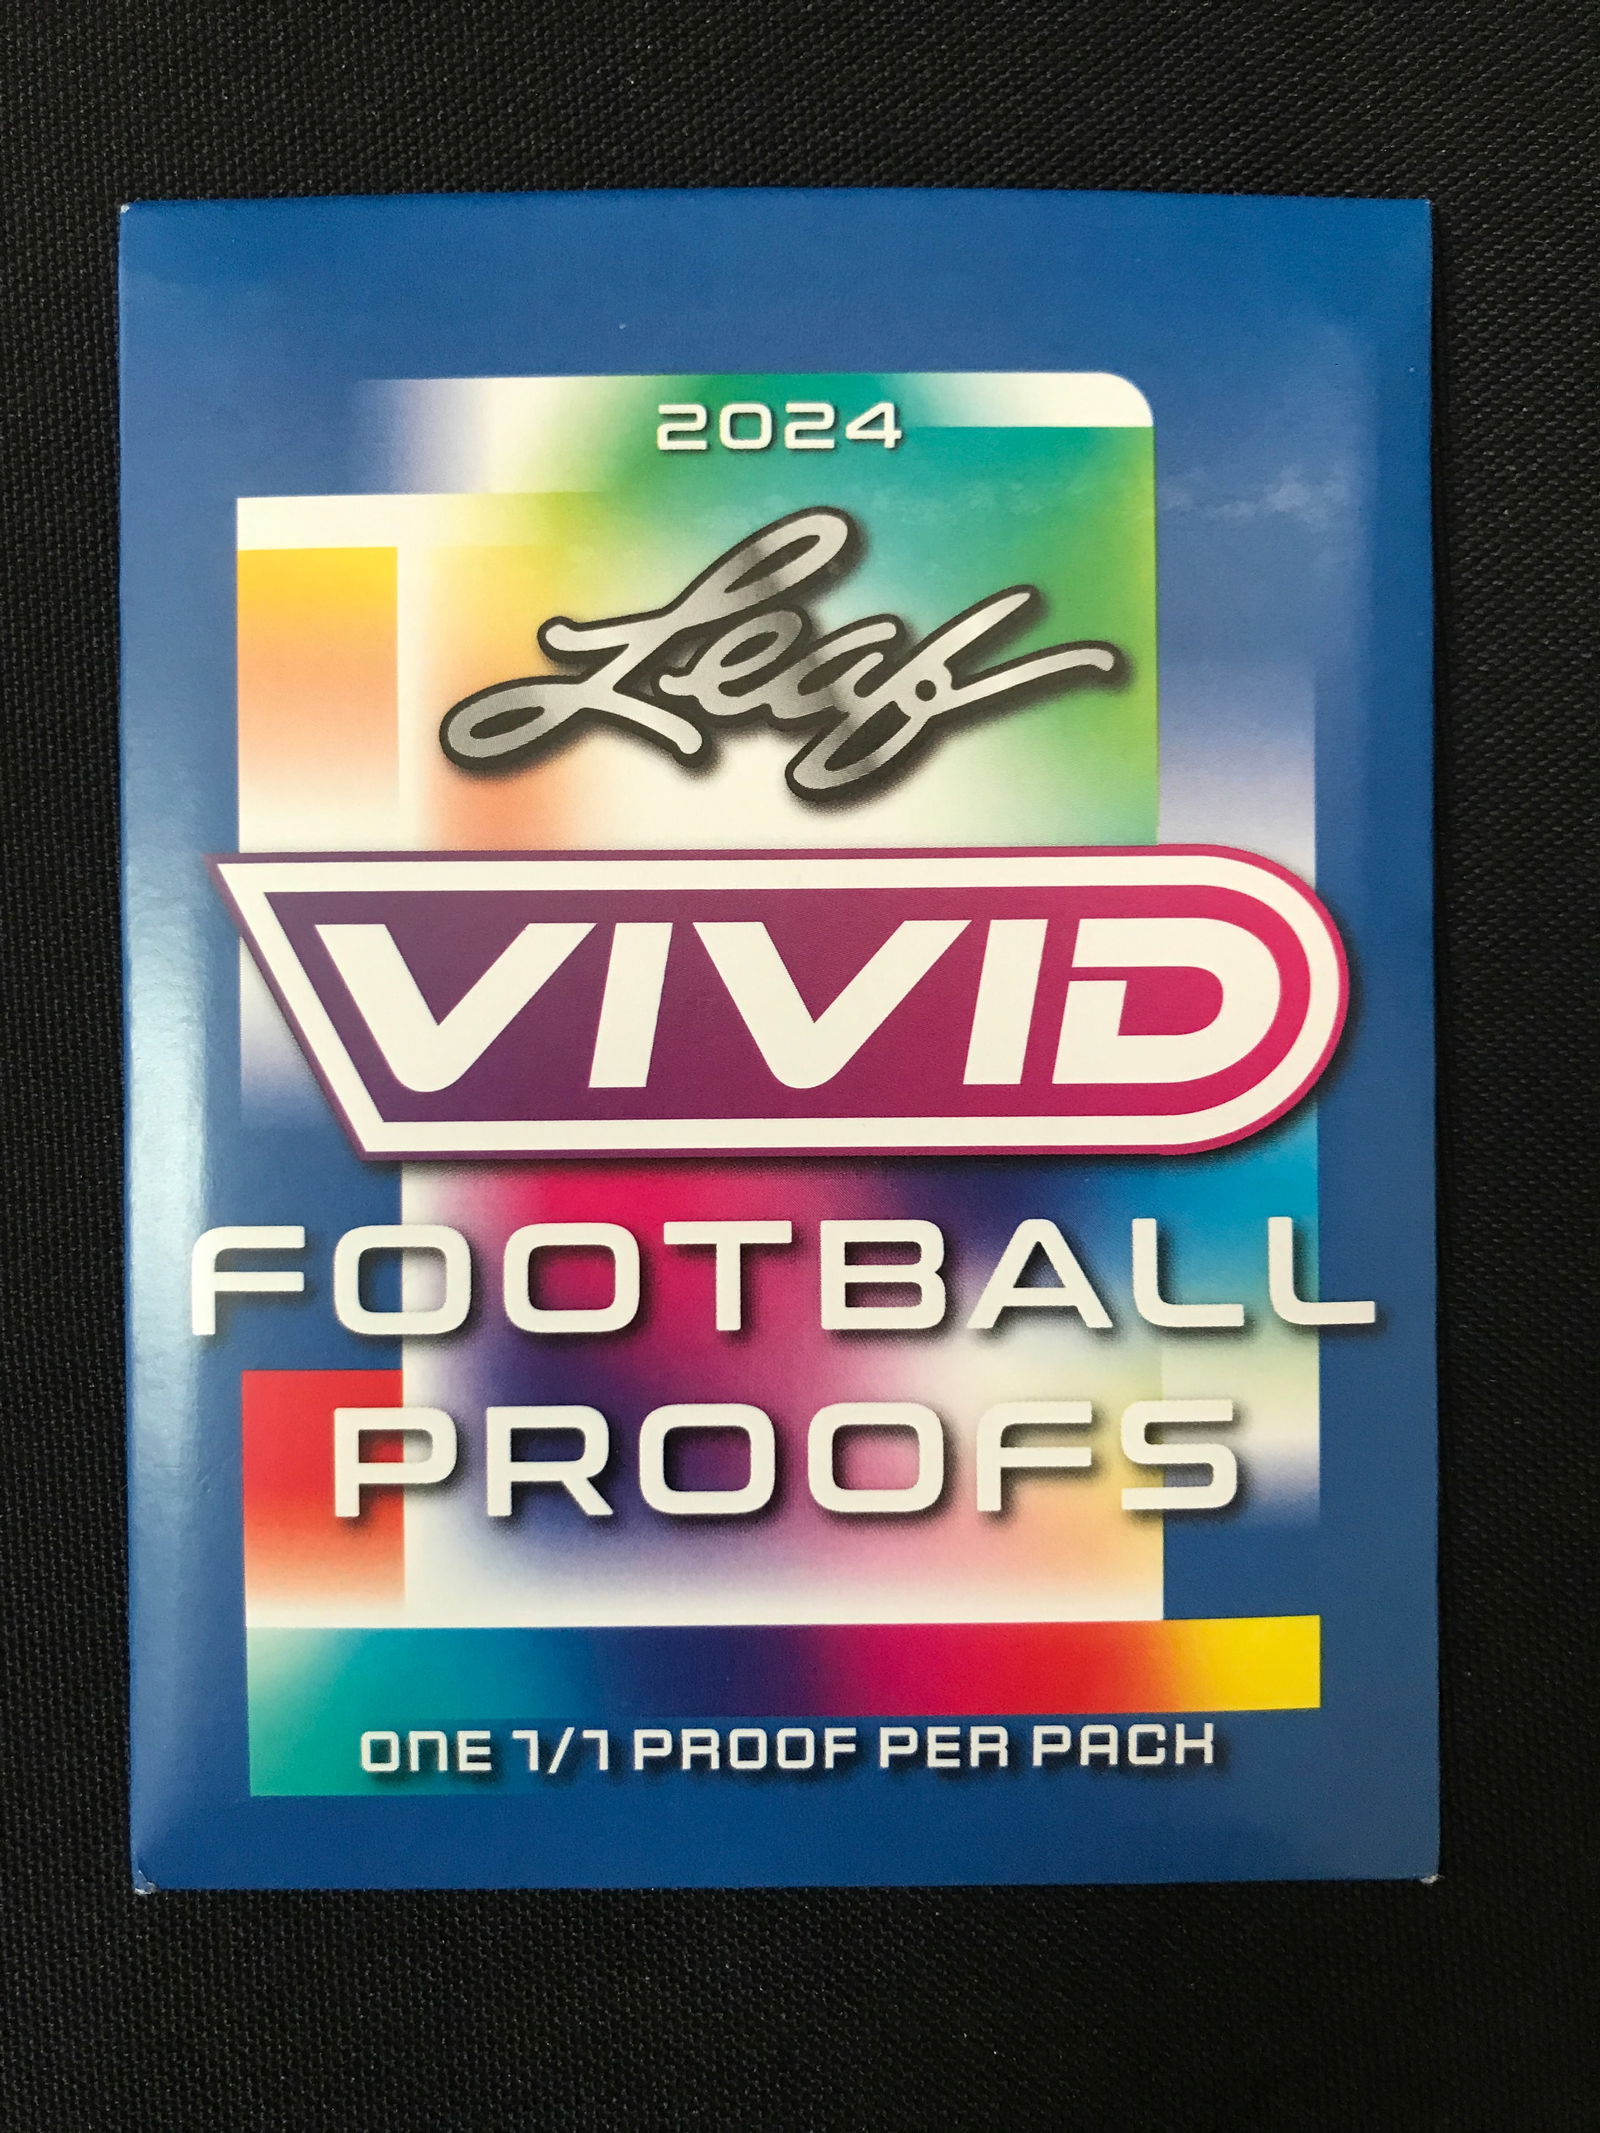 2024
Leaf
VIVID
FOOTBALL
PROOFS
ONE 1/1 PROOF PER PACK